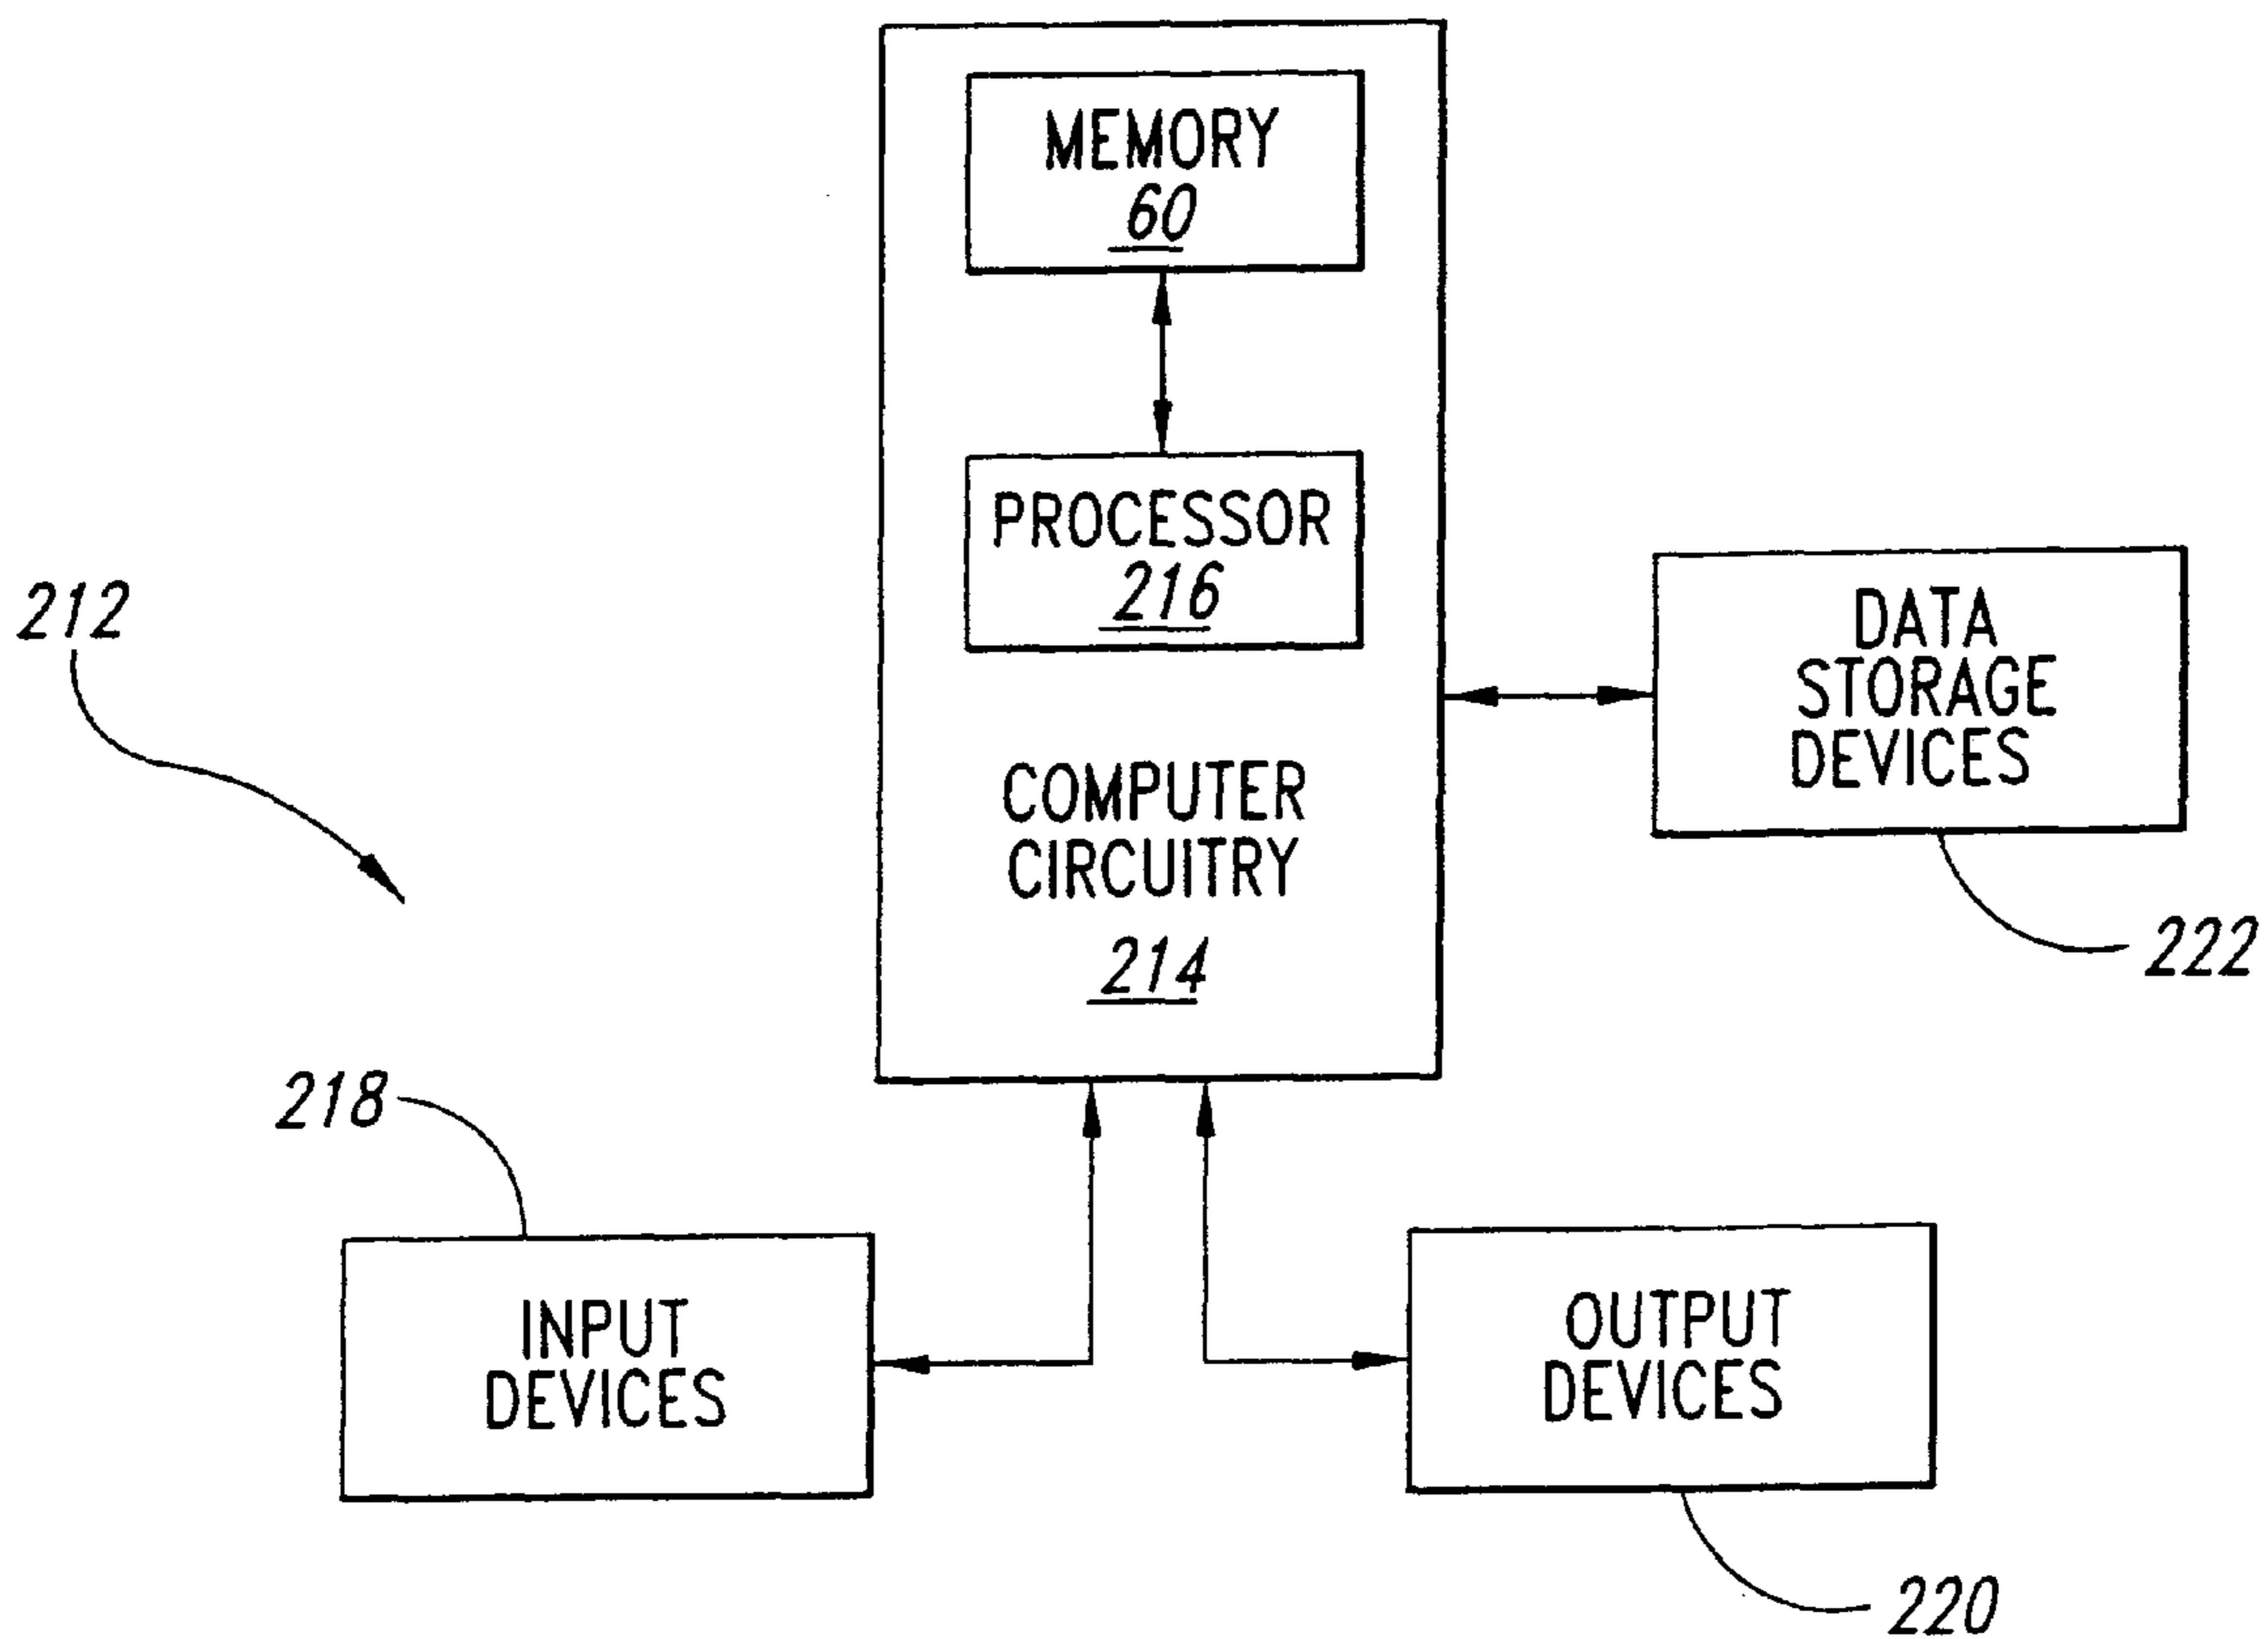 MEMORY
60
PROCESSOR
216
COMPUTER
CIRCUITRY
214
212
DATA
STORAGE
DEVICES
222
218
INPUT
DEVICES
OUTPUT
DEVICES
220